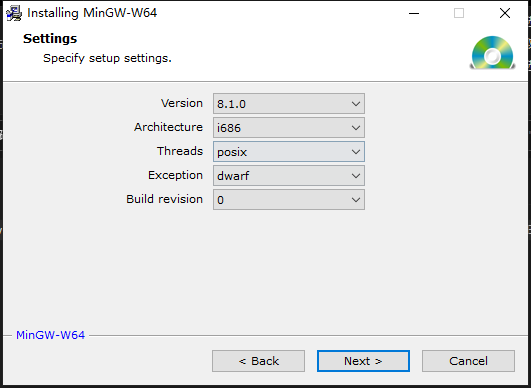 Installing MinGW-W64
Settings
Specify setup settings.
Version 8.1.0
Architecture i686
Threads posix
Exception dwarf
Build revision 0
MinGW-W64
< Back Next > Cancel